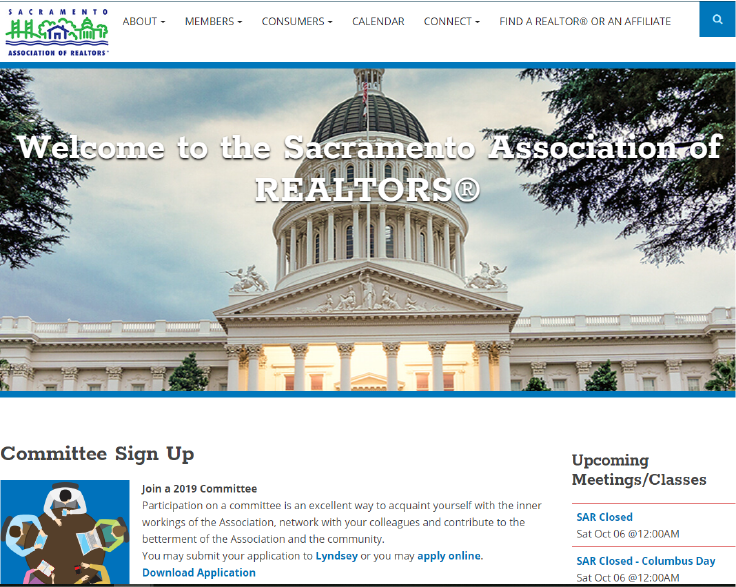 SACRAMENTO
ASSOCIATION OF REALTORS®
ABOUT
MEMBERS
CONSUMERS
CALENDAR
CONNECT
FIND A REALTOR® OR AN AFFILIATE
Welcome to the Sacramento Association of
REALTORS®
Committee Sign Up
Join a 2019 Committee
Participation on a committee is an excellent way to acquaint yourself with the inner
workings of the Association, network with your colleagues and contribute to the
betterment of the Association and the community.
You may submit your application to Lyndsey or you may apply online.
Download Application
Upcoming
Meetings/Classes
SAR Closed
Sat Oct 06 @12:00AM
SAR Closed - Columbus Day
Sat Oct 06 @12:00AM